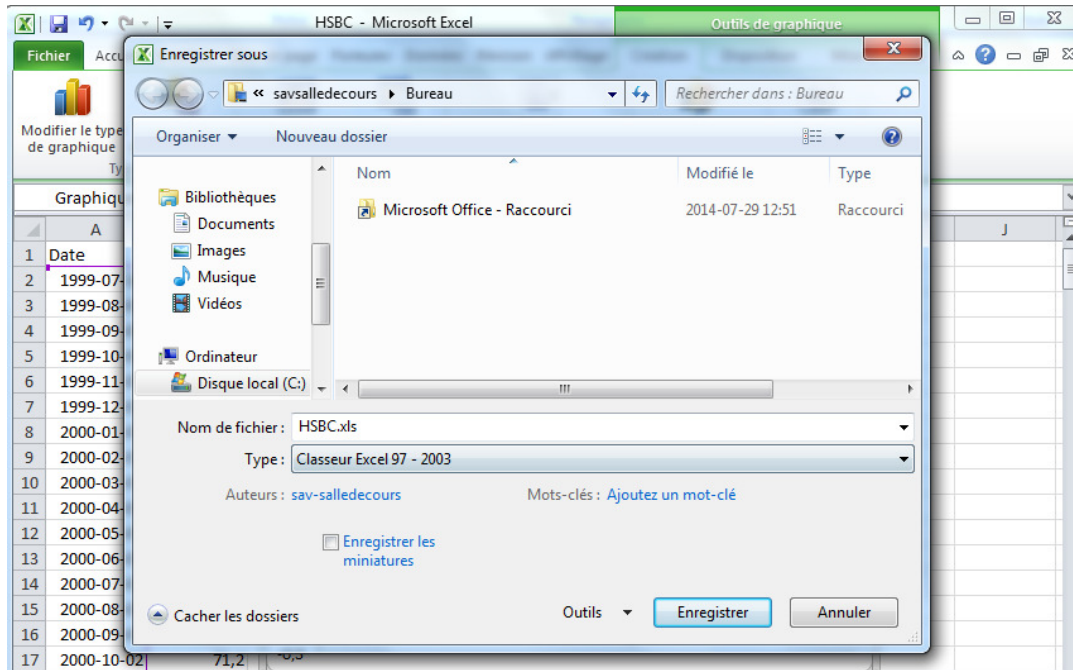 HSBC - Microsoft Excel
Outils de graphique
Fichier Accu
Enregistrer sous
« savsalledecours Bureau
Rechercher dans : Bureau
Modifier le type
de graphique
Ty
Organiser Nouveau dossier
Nom Modifié le Type
Microsoft Office - Raccourci 2014-07-29 12:51 Raccourci
Bibliothèques
Documents
Images
Musique
Vidéos
Ordinateur
Disque local (C:)
Nom de fichier : HSBC.xls
Type : Classeur Excel 97 - 2003
Auteurs : sav-salledecours Mots-clés : Ajoutez un mot-clé
Enregistrer les
miniatures
Cacher les dossiers Outils Enregistrer Annuler
Graphiqu
A J
1 Date
2 1999-07-
3 1999-08-
4 1999-09-
5 1999-10-
6 1999-11-
7 1999-12-
8 2000-01-
9 2000-02-
10 2000-03-
11 2000-04-
12 2000-05-
13 2000-06-
14 2000-07-
15 2000-08-
16 2000-09-
17 2000-10-02 71,2